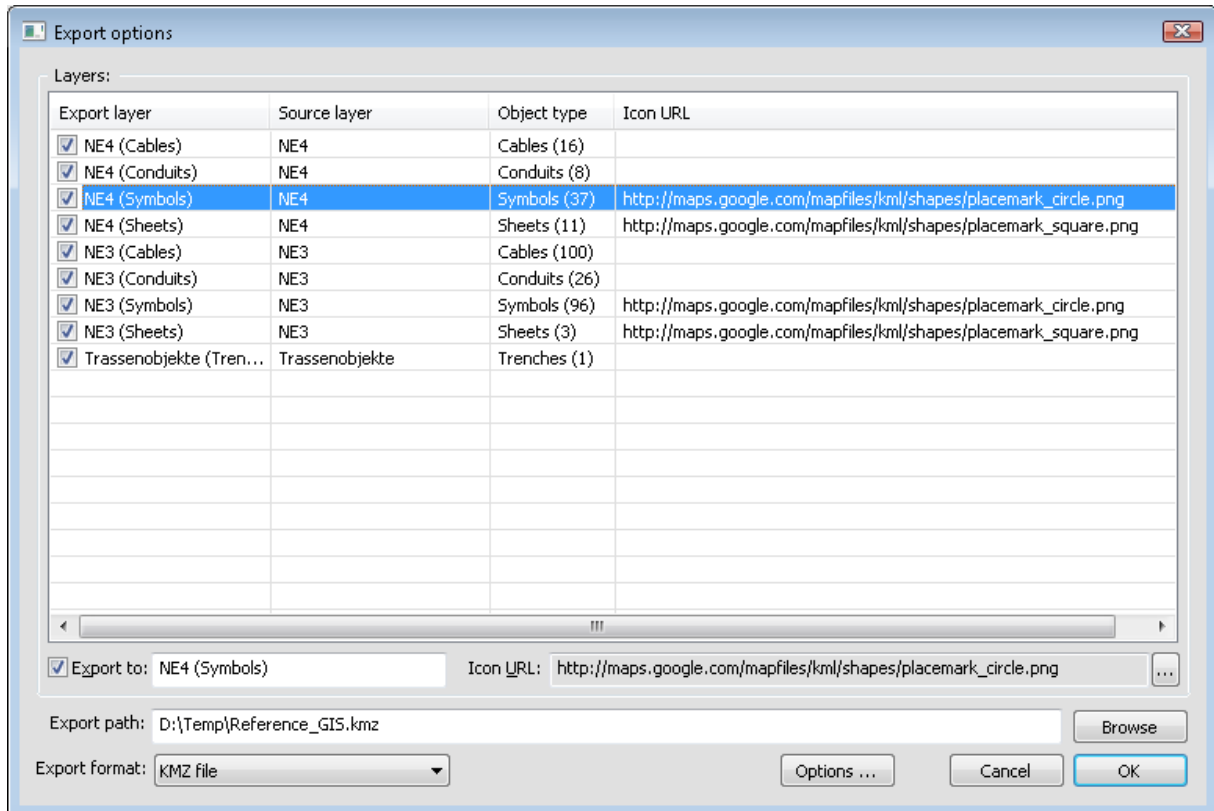 Export options
Layers:
Export layer Source layer Object type Icon URL
NE4 (Cables) NE4 Cables (16)
NE4 (Conduits) NE4 Conduits (8)
NE4 (Symbols) NE4 Symbols (37) http://maps.google.com/mapfiles/kml/shapes/placemark_circle.png
NE4 (Sheets) NE4 Sheets (11) http://maps.google.com/mapfiles/kml/shapes/placemark_square.png
NE3 (Cables) NE3 Cables (100)
NE3 (Conduits) NE3 Conduits (26)
NE3 (Symbols) NE3 Symbols (96) http://maps.google.com/mapfiles/kml/shapes/placemark_circle.png
NE3 (Sheets) NE3 Sheets (3) http://maps.google.com/mapfiles/kml/shapes/placemark_square.png
Trassenobjekte (Tren... Trassenobjekte Trenches (1)
Export to: NE4 (Symbols) Icon URL: http://maps.google.com/mapfiles/kml/shapes/placemark_circle.png ...
Export path: D:\Temp\Reference_GIS.kmz Browse
Export format: KMZ file Options ... Cancel OK